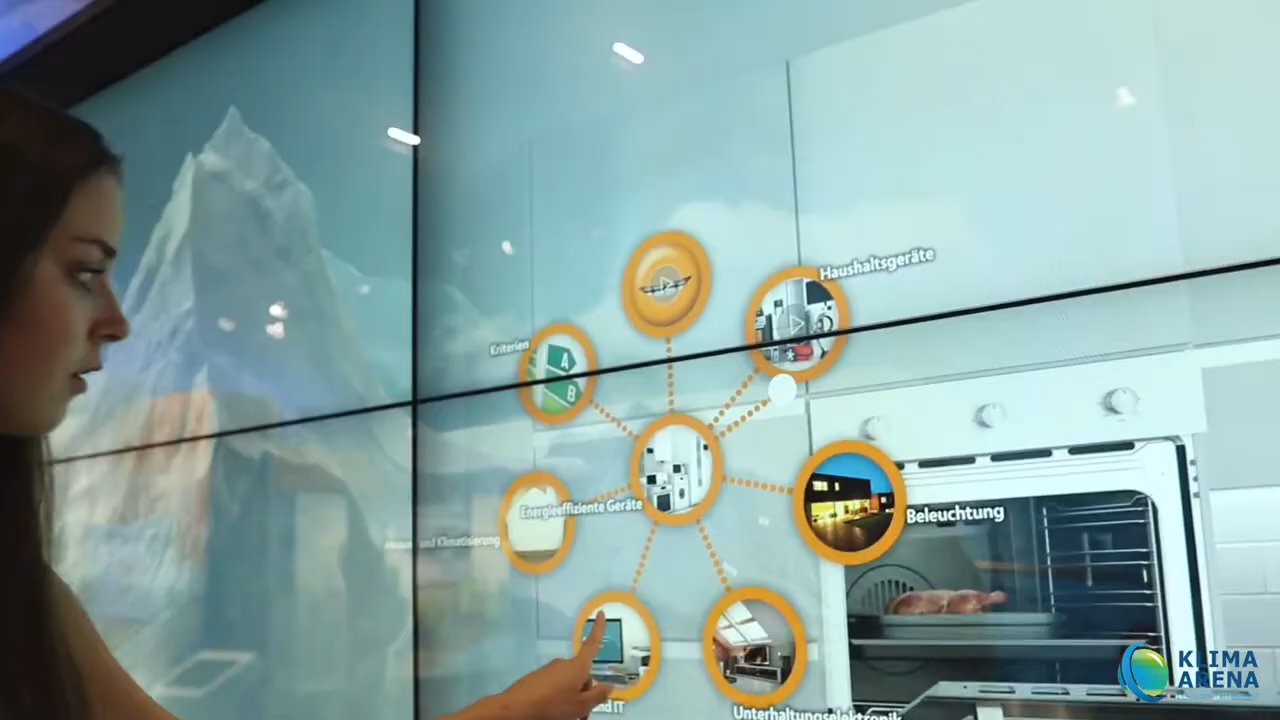 Haushaltsgeräte
Kriterien
A
B
Energieeffiziente Geräte
Beleuchtung
und Klimatisierung
und IT
Unterhaltungselektronik
KLIMA
ARENA